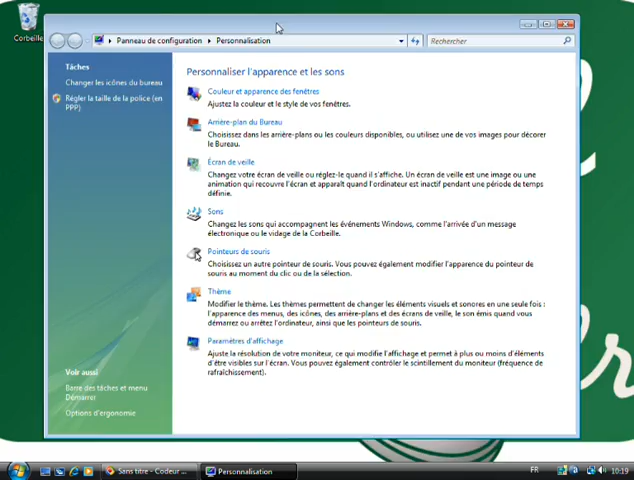 Corbeille
Panneau de configuration
Personnalisation
Rechercher
Tâches
Changer les icônes du bureau
Régler la taille de la police (en
PPP)
Personnaliser l'apparence et les sons
Couleur et apparence des fenêtres
Ajustez la couleur et le style de vos fenêtres.
Arrière-plan du Bureau
Choisissez dans les arrière-plans ou les couleurs disponibles, ou utilisez une de vos images pour décorer
le Bureau.
Écran de veille
Changez votre écran de veille ou réglez-le quand il s'affiche. Un écran de veille est une image ou une
animation qui recouvre l'écran et apparaît quand l'ordinateur est inactif pendant une période de temps
définie.
Sons
Changez les sons qui accompagnent les événements Windows, comme l'arrivée d'un message
électronique ou le vidage de la Corbeille.
Pointeurs de souris
Choisissez un autre pointeur de souris. Vous pouvez également modifier l'apparence du pointeur de
souris au moment du clic ou de la sélection.
Thème
Modifier le thème. Les thèmes permettent de changer les éléments visuels et sonores en une seule fois :
l'apparence des menus, des icônes, des arrière-plans et des écrans de veille, le son émis quand vous
démarrez ou arrêtez l'ordinateur, ainsi que les pointeurs de souris.
Paramètres d'affichage
Ajuste la résolution de votre moniteur, ce qui modifie l'affichage et permet à plus ou moins d'éléments
d'être visibles sur l'écran. Vous pouvez également contrôler le scintillement du moniteur (fréquence de
rafraîchissement).
Voir aussi
Barre des tâches et menu
Démarrer
Options d'ergonomie
Sans titre - Codeur ...
Personnalisation
FR
10:19